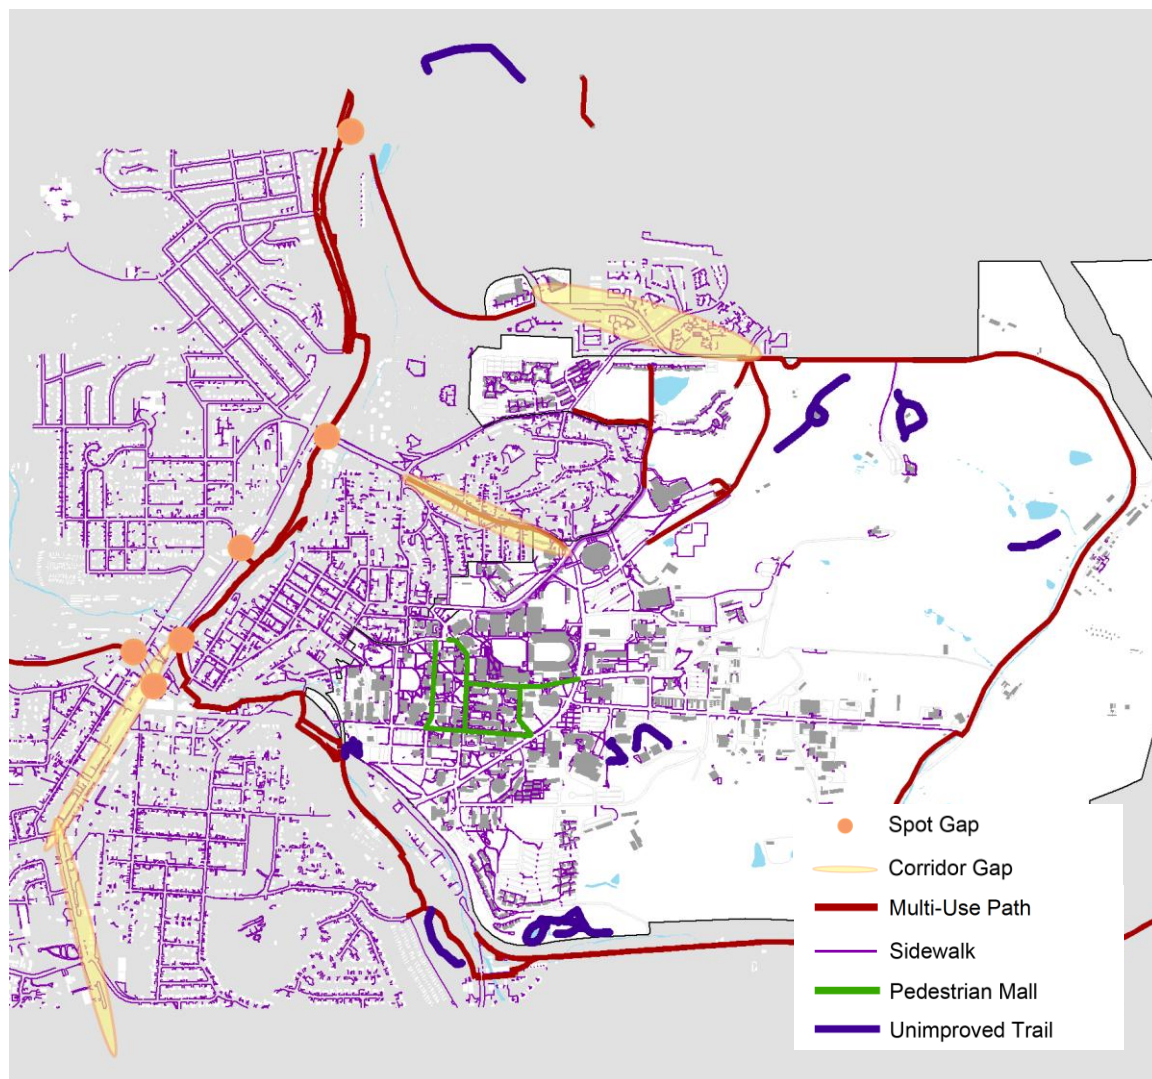 Spot Gap
Corridor Gap
Multi-Use Path
Sidewalk
Pedestrian Mall
Unimproved Trail